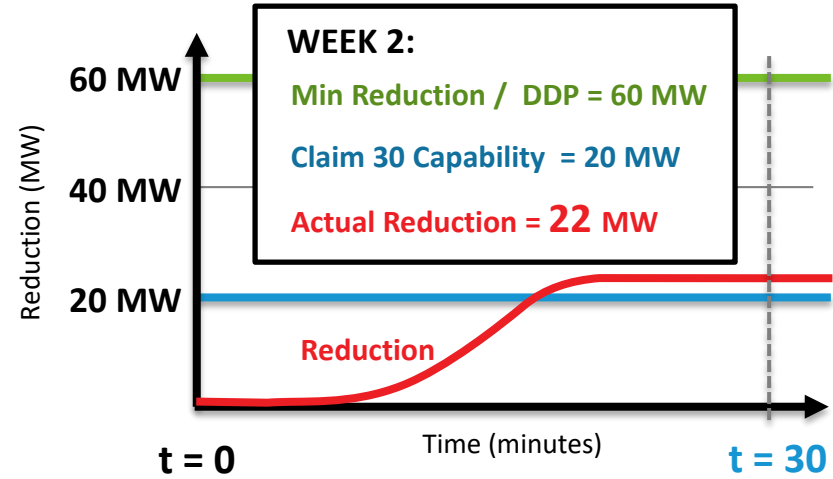 WEEK 2:
Min Reduction / DDP = 60 MW
Claim 30 Capability = 20 MW
Actual Reduction = 22 MW
60 MW
40 MW
20 MW
Reduction (MW)
Reduction
Time (minutes)
t = 0
t = 30